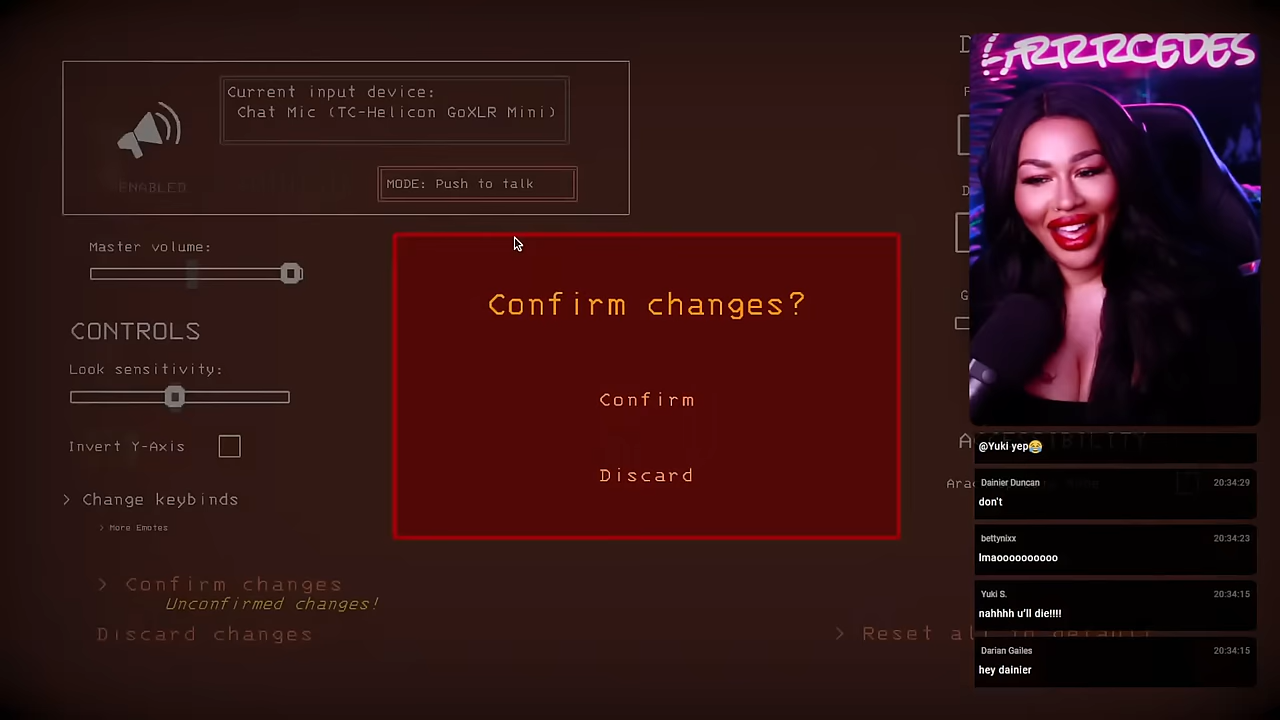 Current input device:
Chat Mic (TC-Helicon GoXLR Mini)
ENABLED
MODE: Push to talk
Master volume:
CONTROLS
Look sensitivity:
Invert Y-Axis
> Change keybinds
> More Emotes
> Confirm changes
Unconfirmed changes!
Discard changes
Confirm changes?
Confirm
Discard
> Reset all to default
LARRRCEDES
@Yuki yep😂
Dainier Duncan 20:34:29
don't
bettynixx 20:34:23
lmaoooooooooo
Yuki S. 20:34:15
nahhhh u'll die!!!!
Darian Gailes 20:34:15
hey dainier